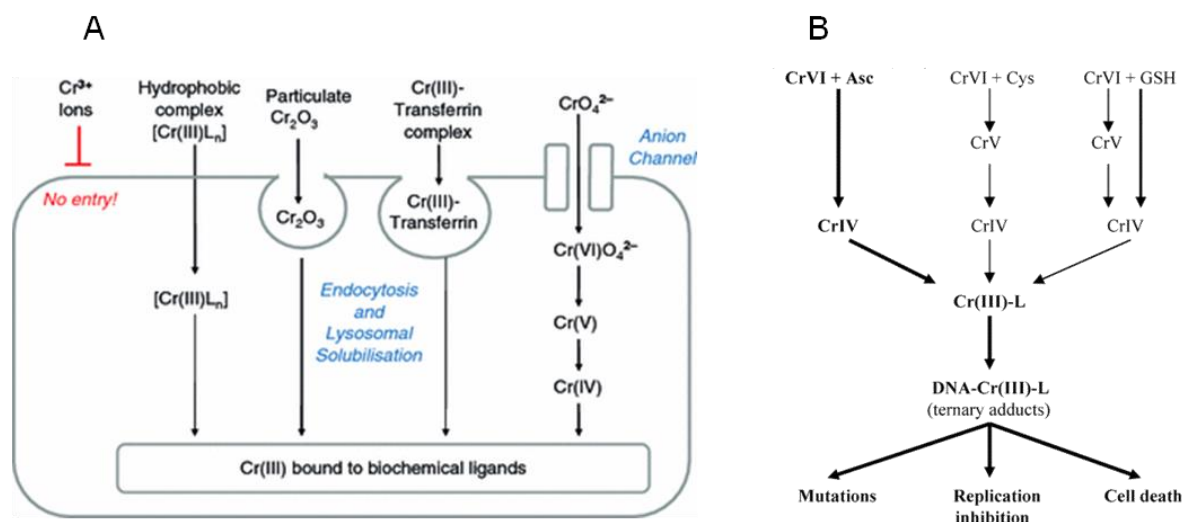 A
Cr3+
Ions
Hydrophobic
complex
[Cr(III)Ln]
Particulate
Cr2O3
Cr(III)-
Transferrin
complex
CrO42–
Anion
Channel
No entry!
Cr2O3
Cr(III)-
Transferrin
Cr(VI)O42–
[Cr(III)Ln]
Endocytosis
and
Lysosomal
Solubilisation
Cr(V)
Cr(IV)
Cr(III) bound to biochemical ligands
B
CrVI + Asc
CrVI + Cys
CrVI + GSH
CrV
CrV
CrIV
CrIV
CrIV
Cr(III)-L
DNA-Cr(III)-L
(ternary adducts)
Mutations
Replication
inhibition
Cell death